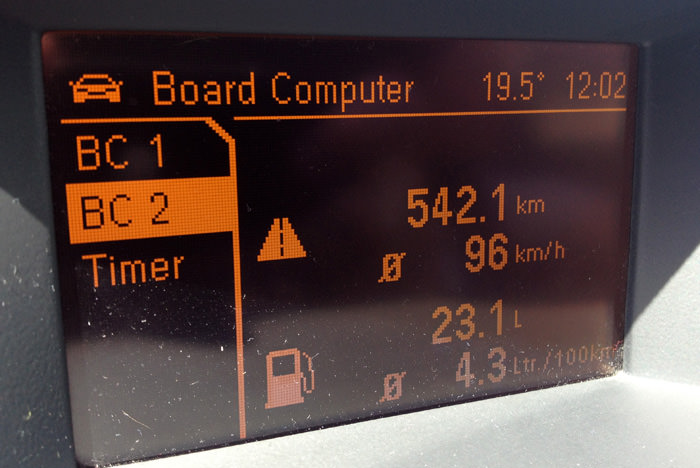 Board Computer 19.5° 12:02
BC 1
BC 2
Timer
542.1 km
Ø 96 km/h
23.1 L
Ø 4.3 Ltr./100km